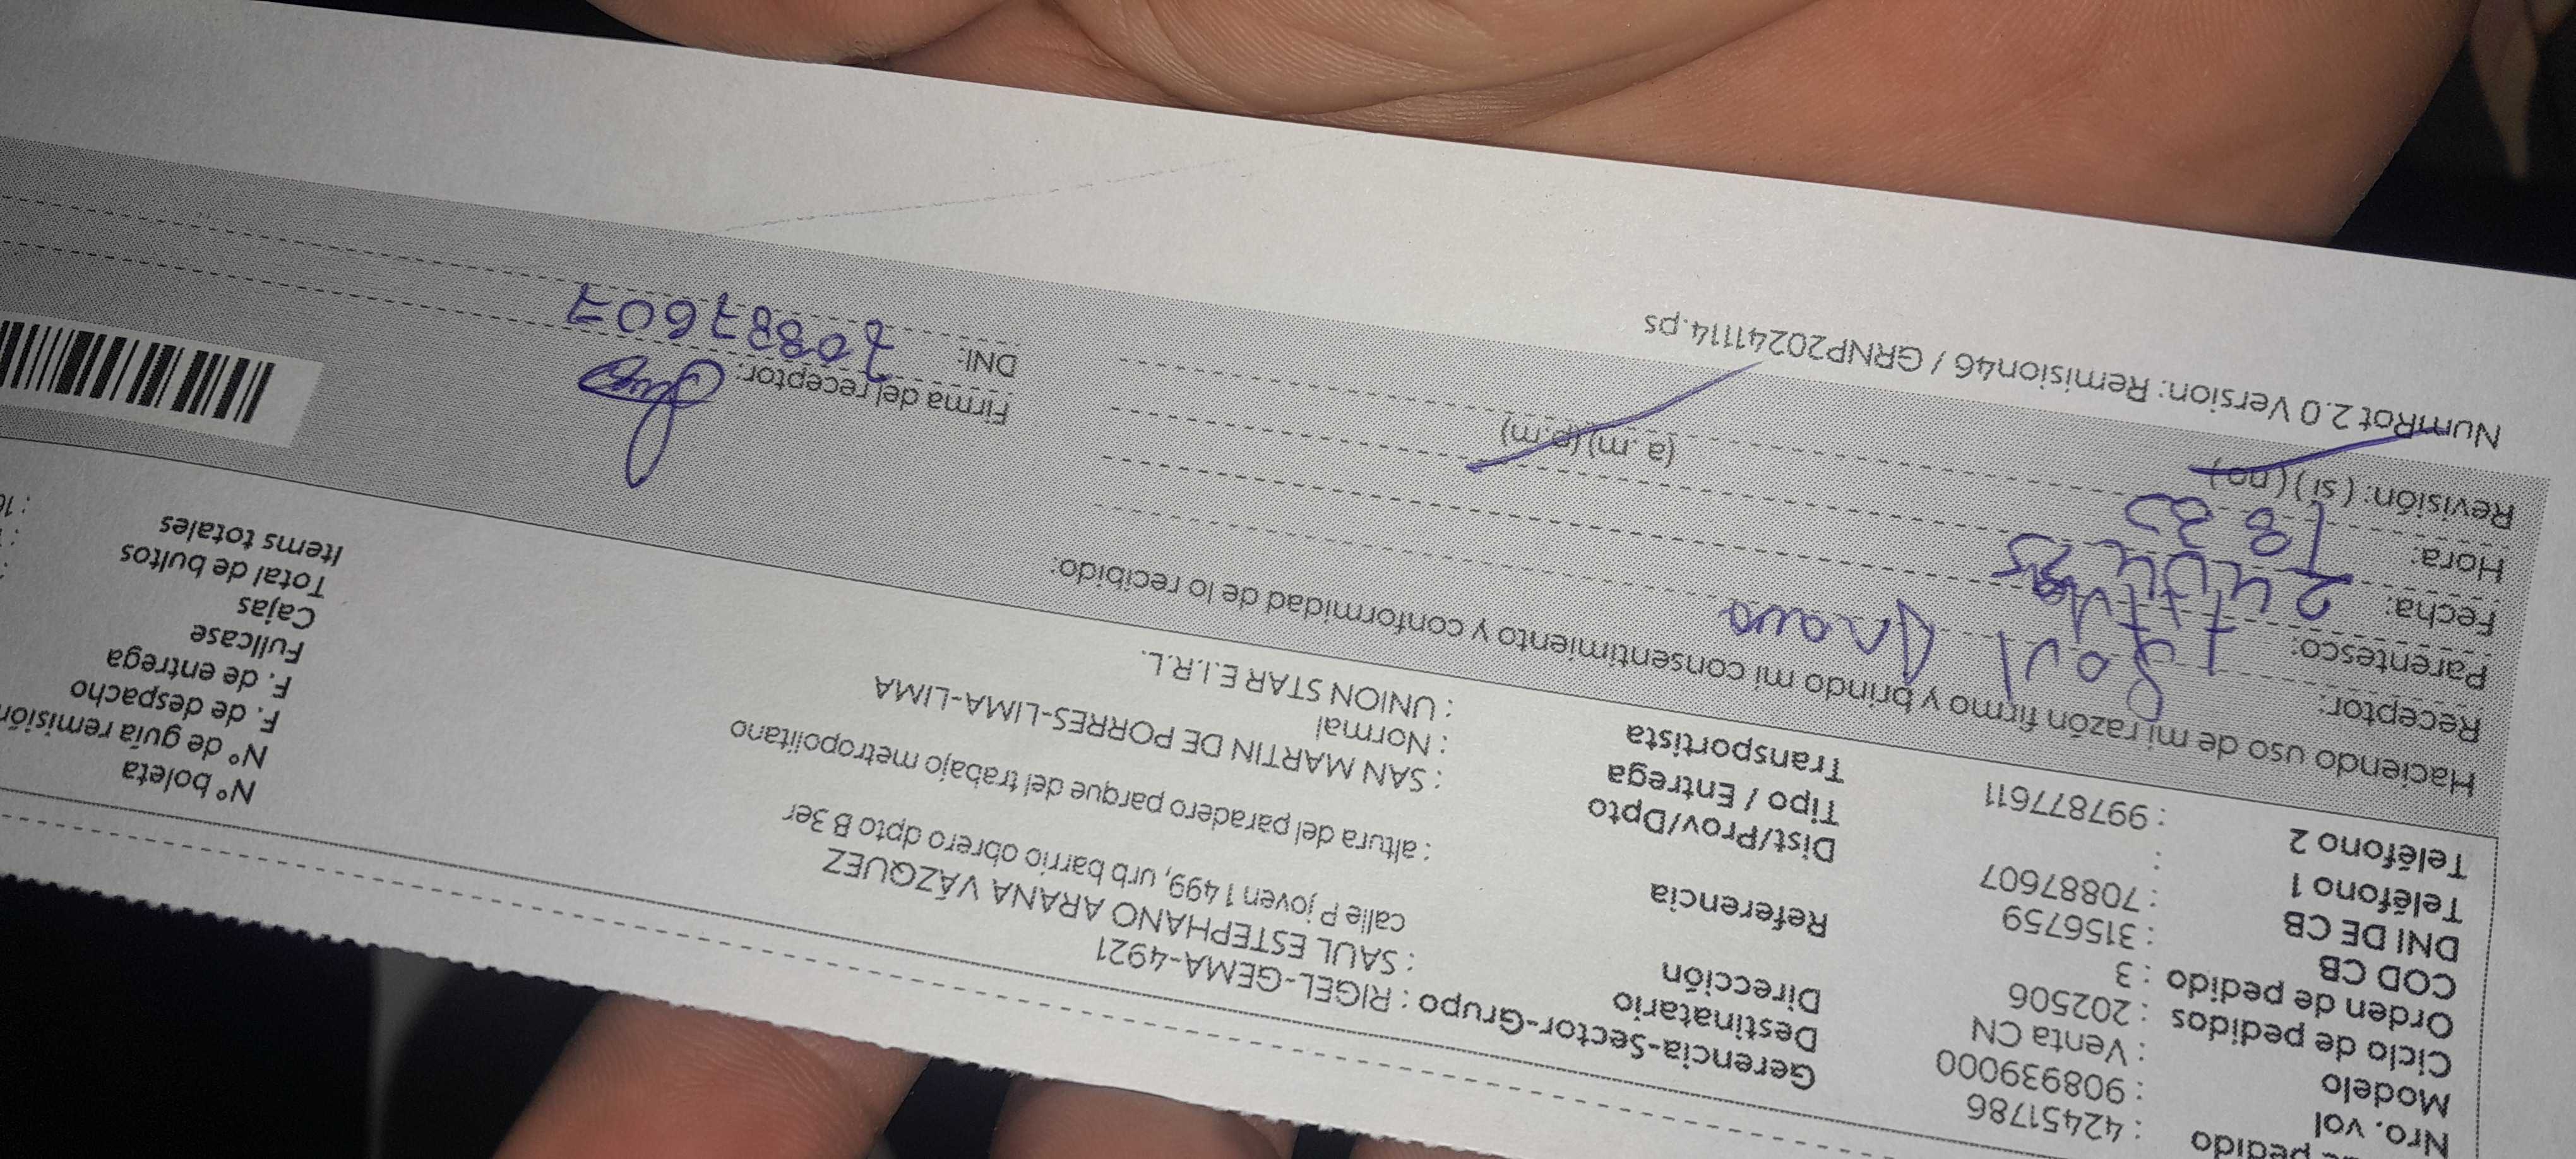 pedido : 42451786
Nro. vol : 908939000
Modelo : Venta CN
Ciclo de pedidos : 202506
Orden de pedido : 3
COD CB : 3156759
DNI DE CB : 70887607
Teléfono 1 :
Teléfono 2 : 997877611
Gerencia-Sector-Grupo : RIGEL-GEMA-4921
Destinatario : SAUL ESTEPHANO ARANA VÁZQUEZ
Dirección calle P joven 1 499, urb barrio obrero dpto B 3er
Referencia : altura del paradero parque del trabajo metropolitano
Dist/Prov/Dpto : SAN MARTIN DE PORRES-LIMA-LIMA
Tipo / Entrega : Normal
Transportista : UNION STAR E.I.R.L.
N° boleta
N° de guía remisión
F. de despacho
F. de entrega
Fullcase
Cajas
Total de bultos
Items totales
Haciendo uso de mi razón firmo y brindo mi consentimiento y conformidad de lo recibido:
Receptor: Saul Arana
Parentesco: Titular
Fecha:
Hora:
(a.m) (p.m)
Revisión: (si) (no)
Firma del receptor:
DNI: 70887607
NumRot 2.0 Version: Remision46 / GRNP20241114.ps